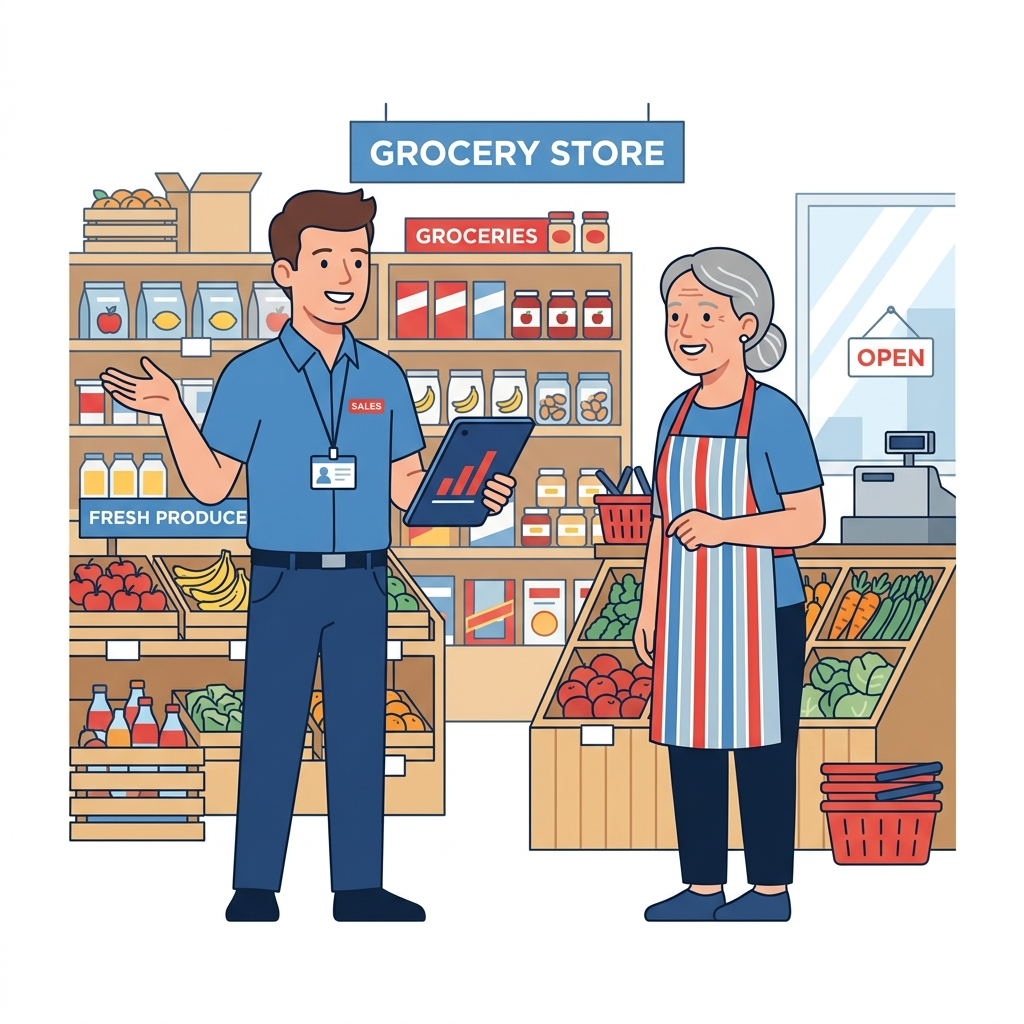 GROCERY STORE
GROCERIES
OPEN
SALES
FRESH PRODUCE